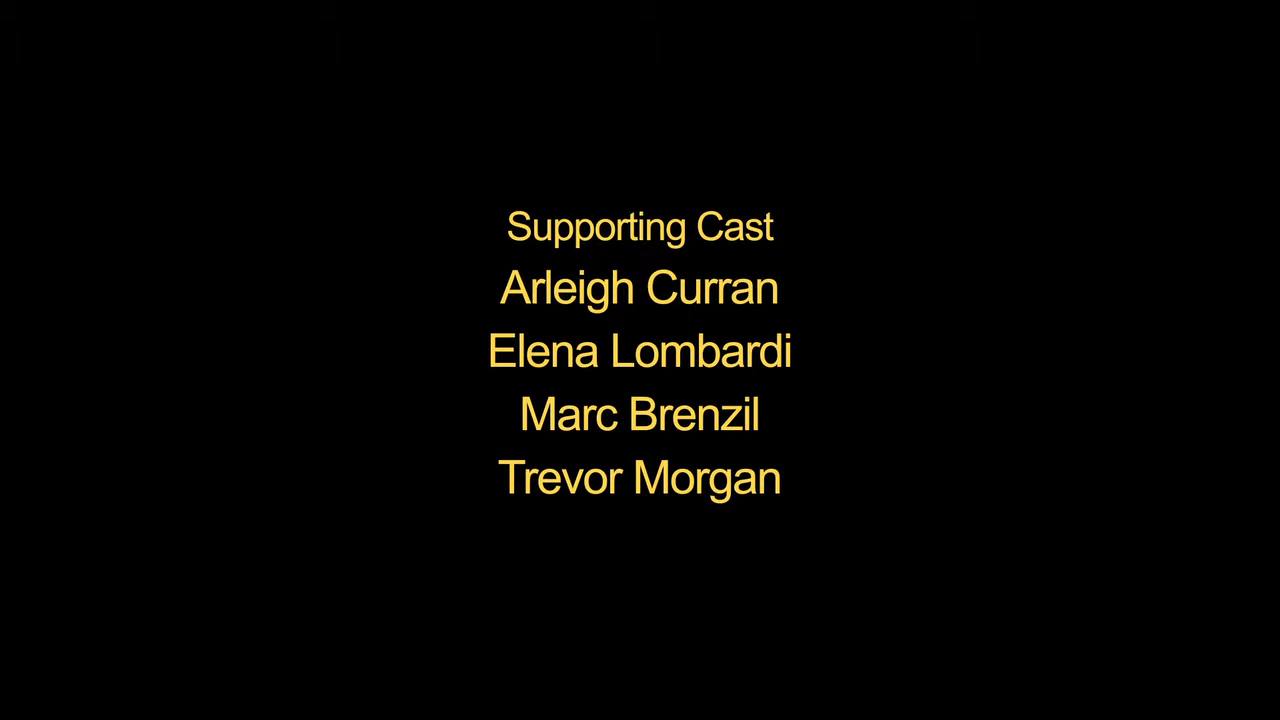 Supporting Cast
Arleigh Curran
Elena Lombardi
Marc Brenzil
Trevor Morgan